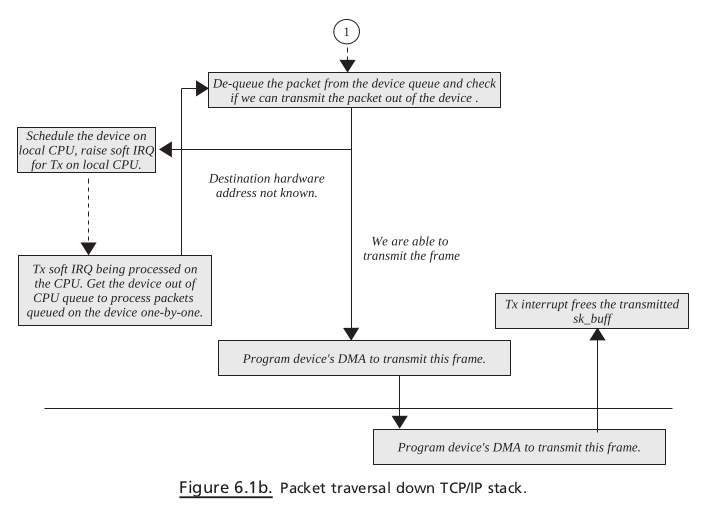 1
De-queue the packet from the device queue and check
if we can transmit the packet out of the device .
Schedule the device on
local CPU, raise soft IRQ
for Tx on local CPU.
Destination hardware
address not known.
We are able to
transmit the frame
Tx soft IRQ being processed on
the CPU. Get the device out of
CPU queue to process packets
queued on the device one-by-one.
Tx interrupt frees the transmitted
sk_buff
Program device's DMA to transmit this frame.
Program device's DMA to transmit this frame.
Figure 6.1b. Packet traversal down TCP/IP stack.